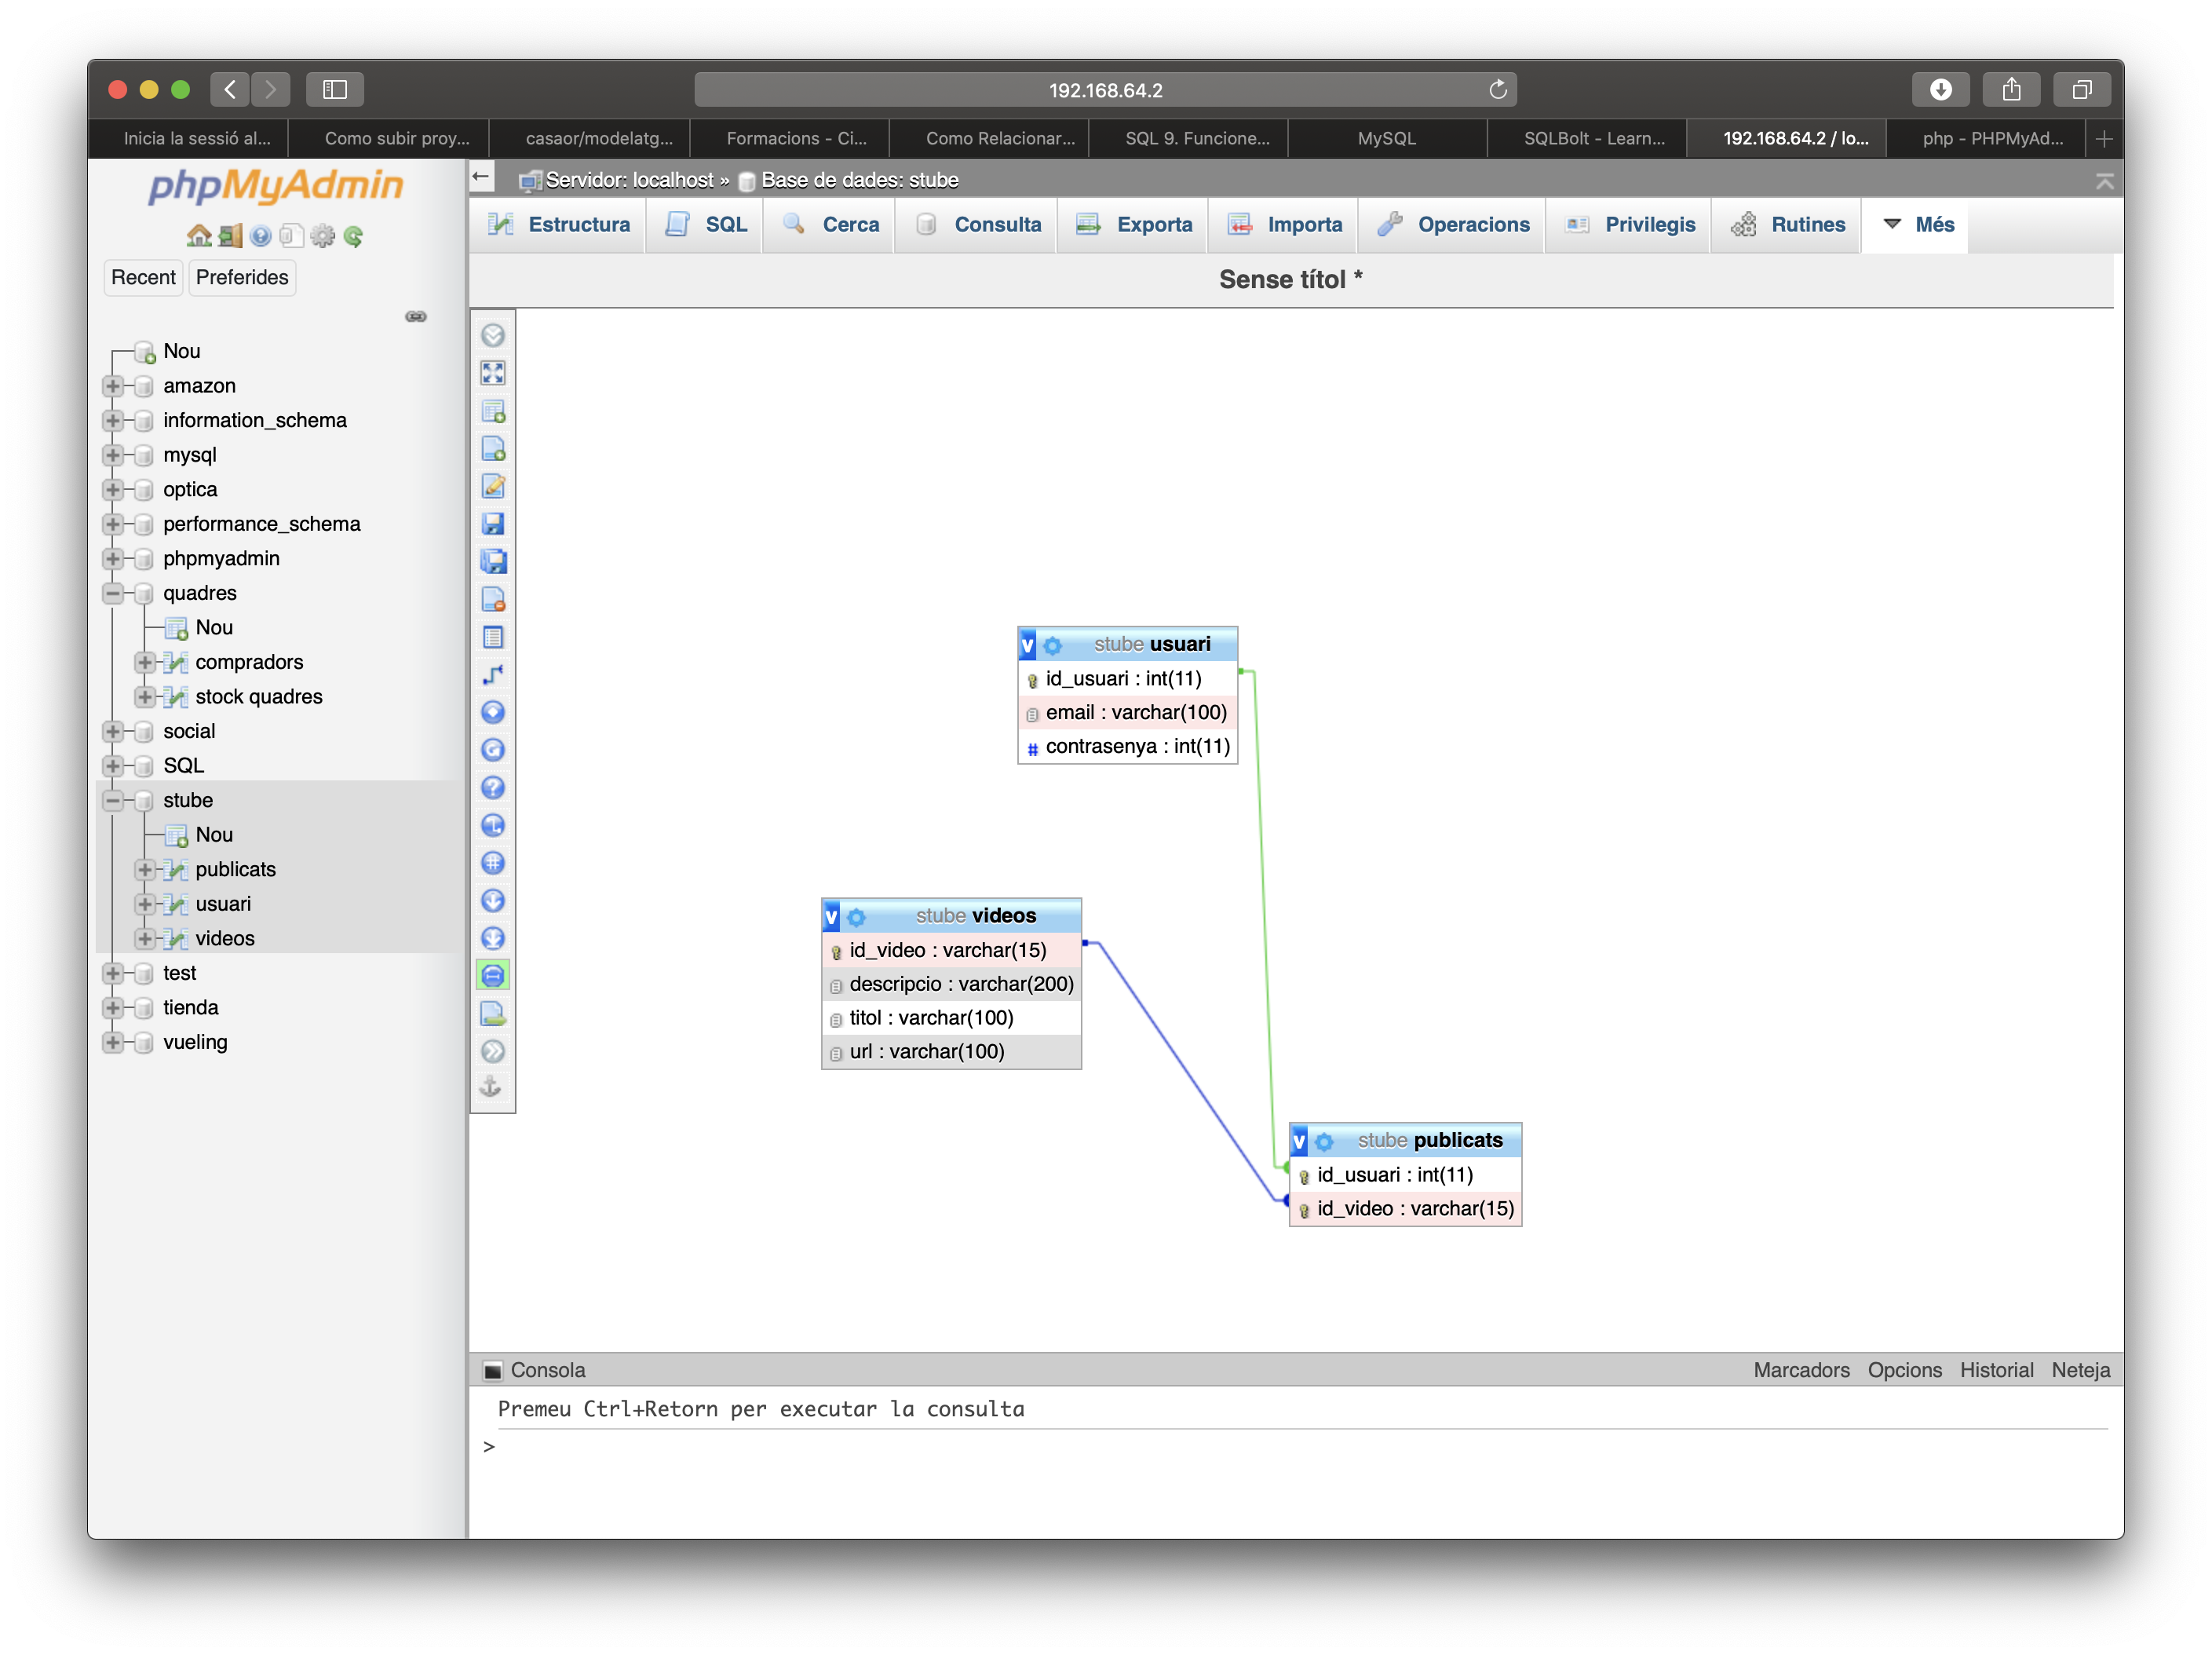 192.168.64.2
Inicia la sessió al...
Como subir proy...
casaor/modelatg...
Formacions - Ci...
Como Relacionar...
SQL 9. Funcione...
MySQL
SQLBolt - Learn...
192.168.64.2 / lo...
php - PHPMyAd...
phpMyAdmin
Recent Preferides
Nou
amazon
information_schema
mysql
optica
performance_schema
phpmyadmin
quadres
Nou
compradors
stock quadres
social
SQL
stube
Nou
publicats
usuari
videos
test
tienda
vueling
Servidor: localhost » Base de dades: stube
Estructura SQL Cerca Consulta Exporta Importa Operacions Privilegis Rutines Més
Sense títol *
v stube usuari
id_usuari : int(11)
email : varchar(100)
# contrasenya : int(11)
v stube videos
id_video : varchar(15)
descripcio : varchar(200)
titol : varchar(100)
url : varchar(100)
v stube publicats
id_usuari : int(11)
id_video : varchar(15)
Consola Marcadors Opcions Historial Neteja
Premeu Ctrl+Retorn per executar la consulta
>